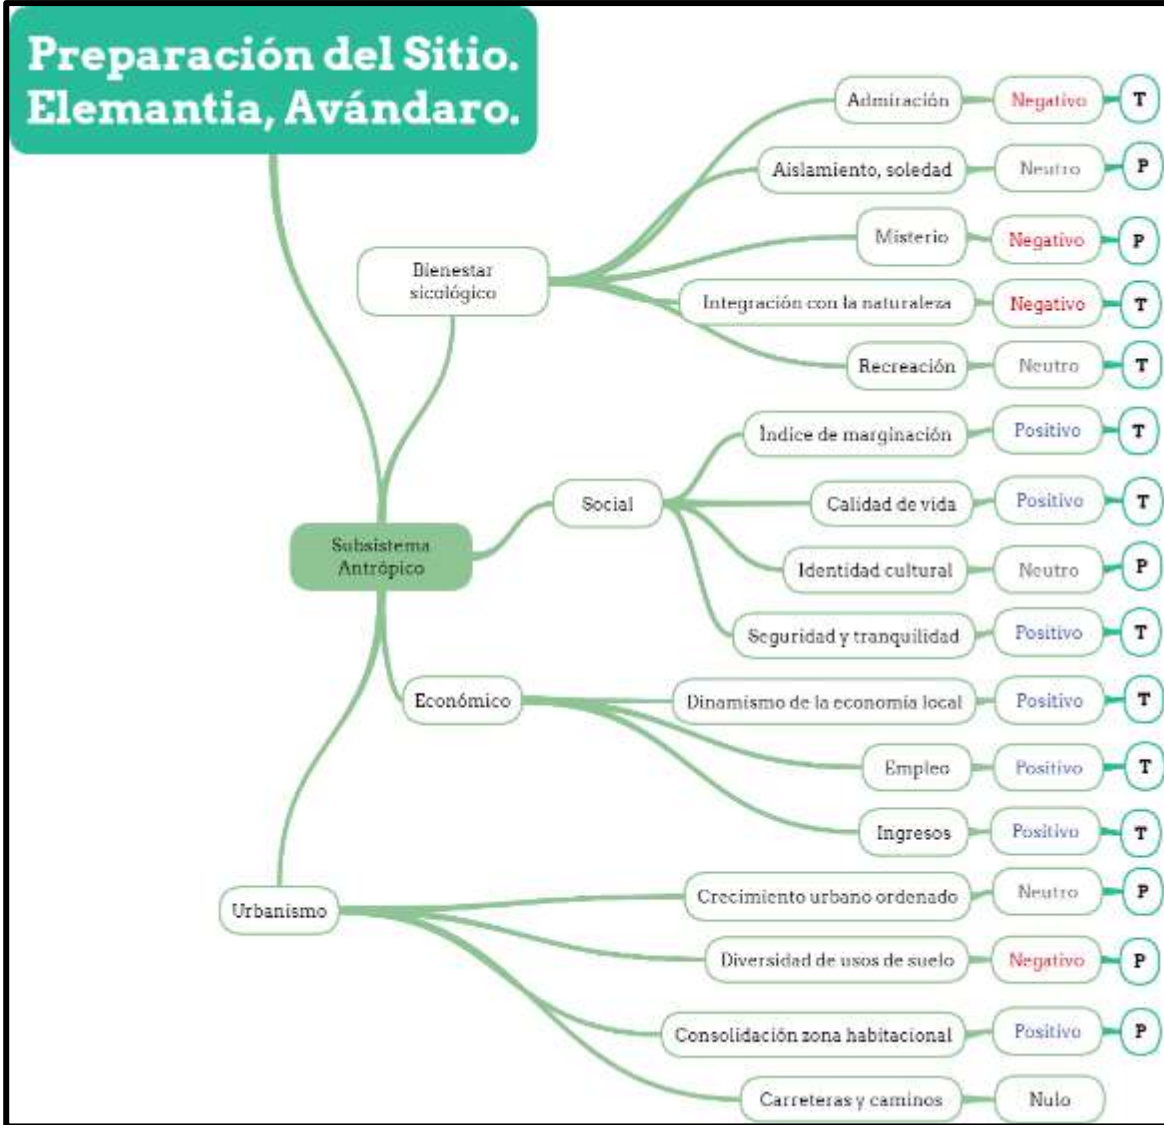 Preparación del Sitio.
Elemantia, Avándaro.
Subsistema
Antrópico
Bienestar
sicológico
Admiración Negativo T
Aislamiento, soledad Neutro P
Misterio Negativo P
Integración con la naturaleza Negativo T
Recreación Neutro T
Social
Índice de marginación Positivo T
Calidad de vida Positivo T
Identidad cultural Neutro P
Seguridad y tranquilidad Positivo T
Económico
Dinamismo de la economía local Positivo T
Empleo Positivo T
Ingresos Positivo T
Urbanismo
Crecimiento urbano ordenado Neutro P
Diversidad de usos de suelo Negativo P
Consolidación zona habitacional Positivo P
Carreteras y caminos Nulo